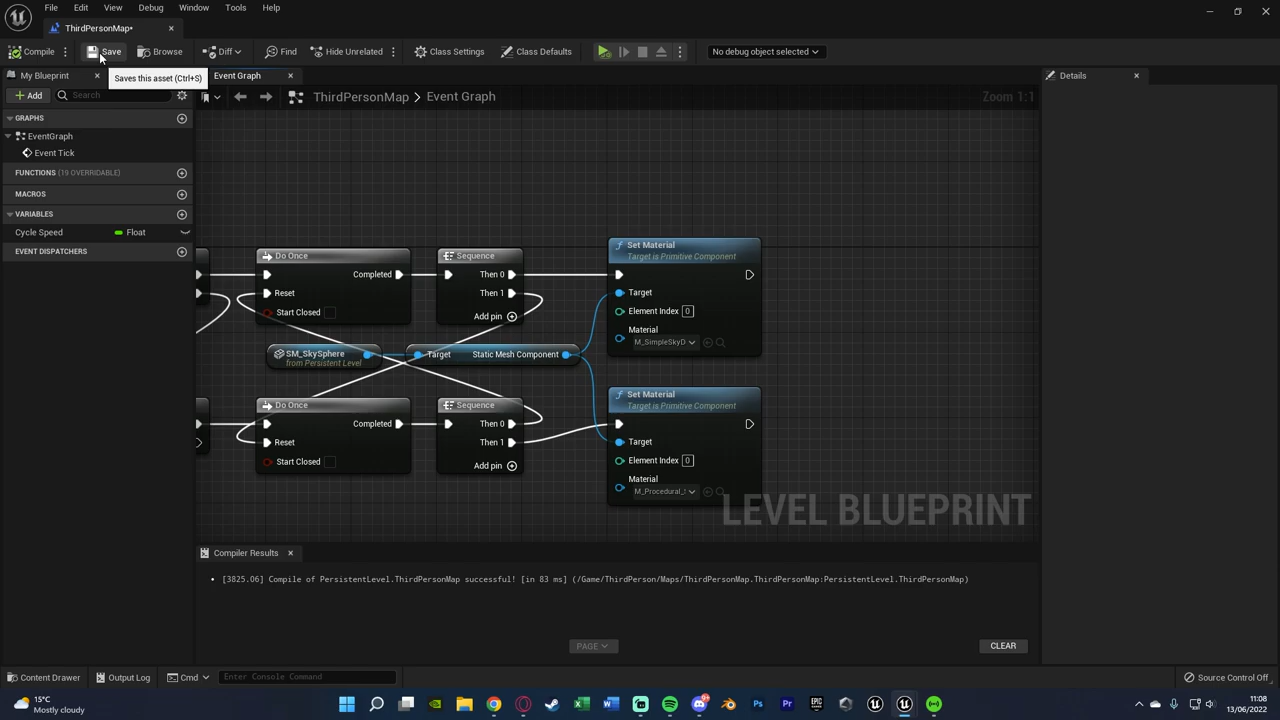 File Edit Asset View Debug Window Tools Help
ThirdPersonMap•
Compile Save Browse Diff Find Hide Unrelated Class Settings Class Defaults No debug object selected
My Blueprint Saves this asset (Ctrl+S) Event Graph Details
Add Search ThirdPersonMap > Event Graph Zoom 1:1
GRAPHS
EventGraph
Event Tick
FUNCTIONS (19 OVERRIDABLE)
MACROS
VARIABLES
Cycle Speed Float
EVENT DISPATCHERS
Do Once
Completed
Reset
Start Closed
Sequence
Then 0
Then 1
Add pin
Set Material
Target is Primitive Component
Target
Element Index 0
Material
M_SimpleSkyD
SM_SkySphere
from Persistent Level
Target Static Mesh Component
Do Once
Completed
Reset
Start Closed
Sequence
Then 0
Then 1
Add pin
Set Material
Target is Primitive Component
Target
Element Index 0
Material
LEVEL BLUEPRINT
Compiler Results
• [3825.06] Compile of PersistentLevel.ThirdPersonMap successful! [in 83 ms] (/Game/ThirdPerson/Maps/ThirdPersonMap.ThirdPersonMap:PersistentLevel.ThirdPersonMap)
PAGE CLEAR
Content Drawer Output Log Cmd Enter Console Command Source Control Off
15°C
Mostly cloudy
11:08
13/06/2022